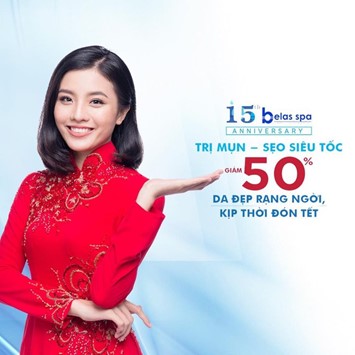 15TH belas spa
ANNIVERSARY
TRỊ MỤN – SẸO SIÊU TỐC
GIẢM 50%
DA ĐẸP RẠNG NGỜI,
KỊP THỜI ĐÓN TẾT